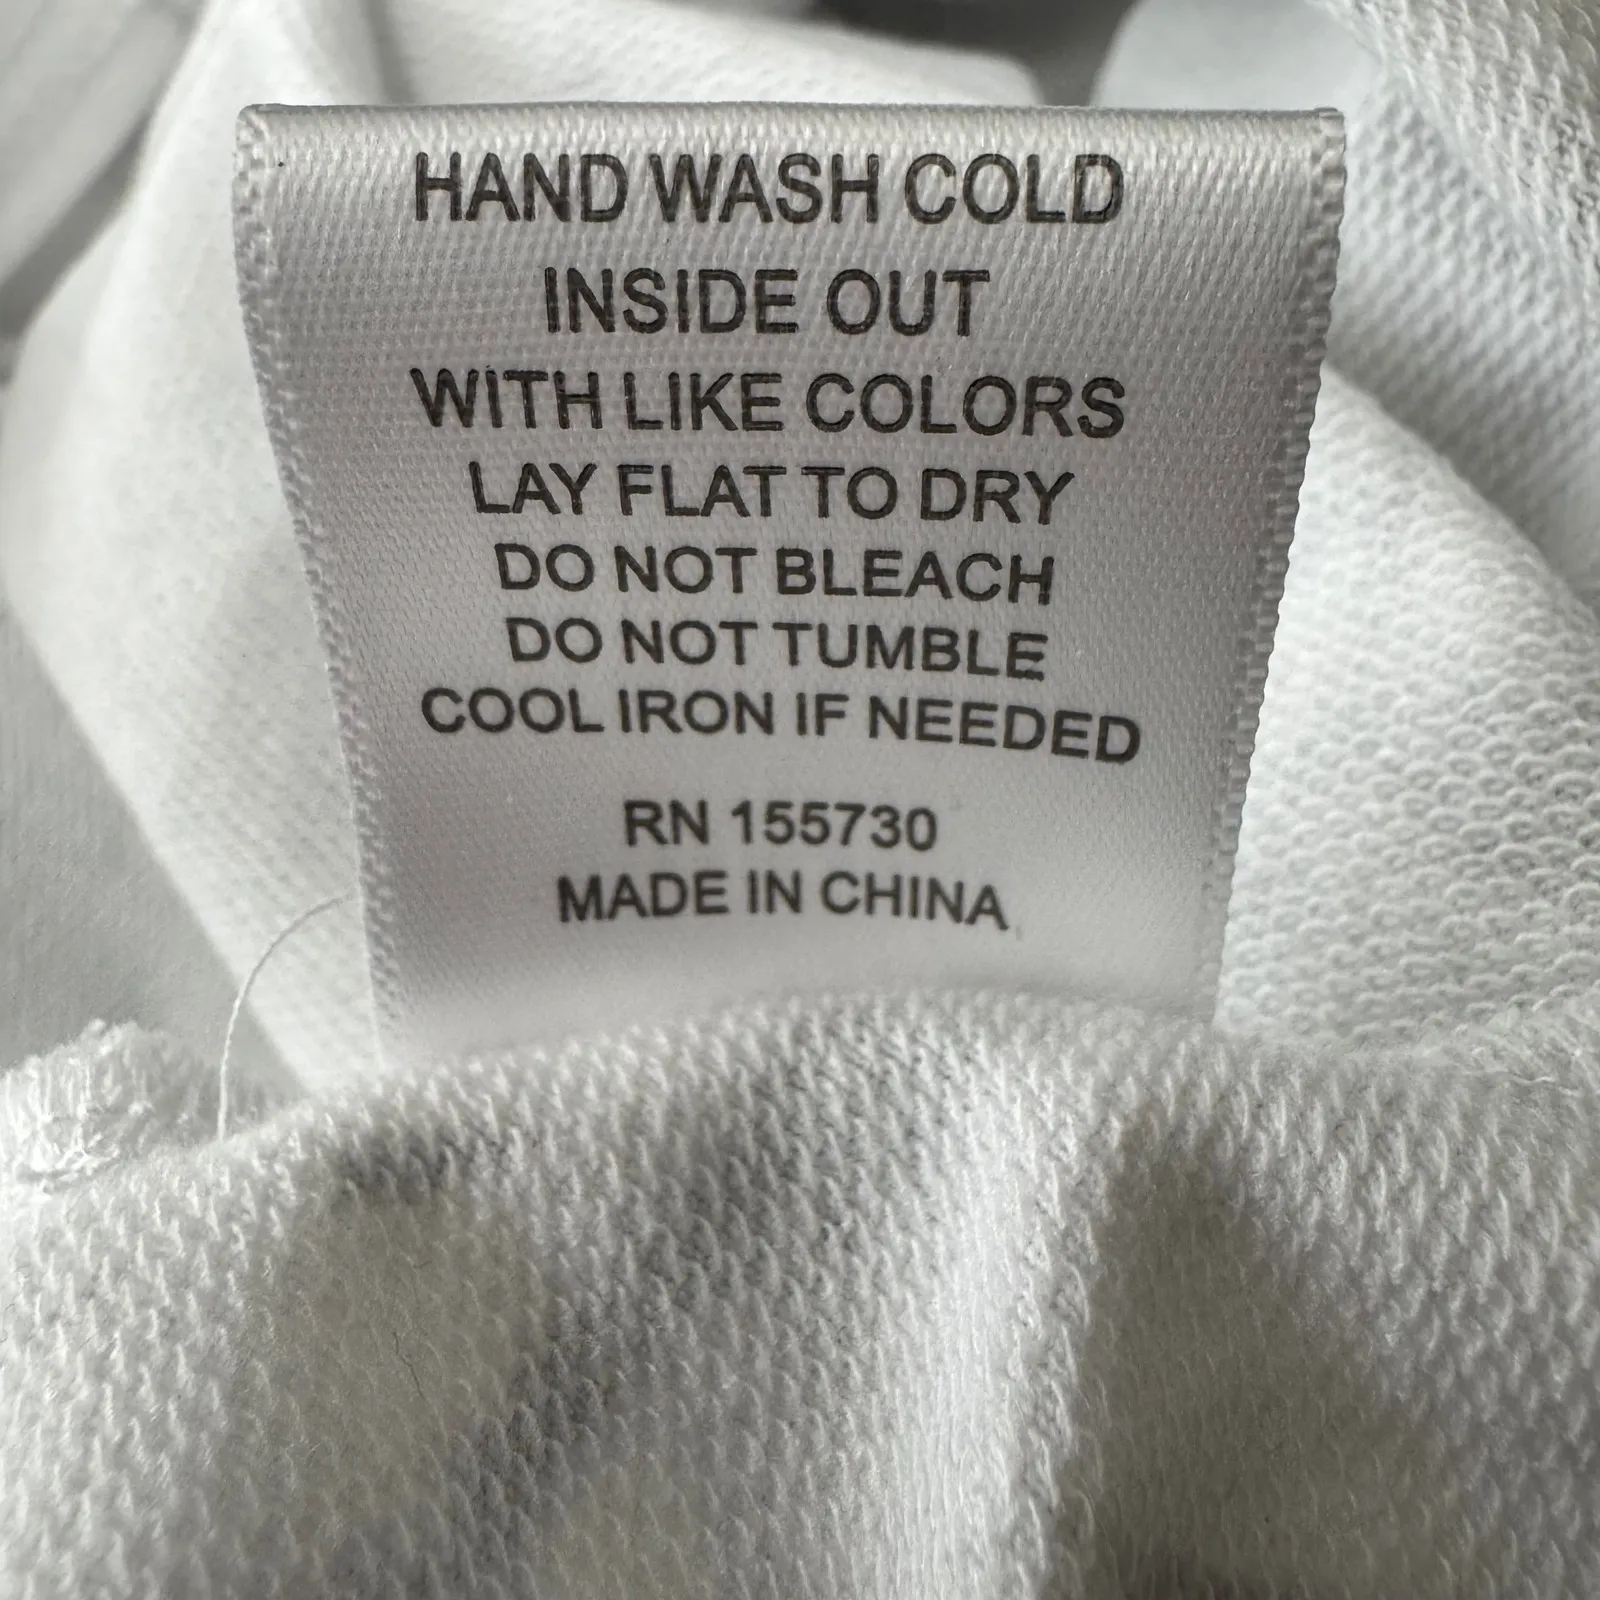 HAND WASH COLD
INSIDE OUT
WITH LIKE COLORS
LAY FLAT TO DRY
DO NOT BLEACH
DO NOT TUMBLE
COOL IRON IF NEEDED
RN 155730
MADE IN CHINA